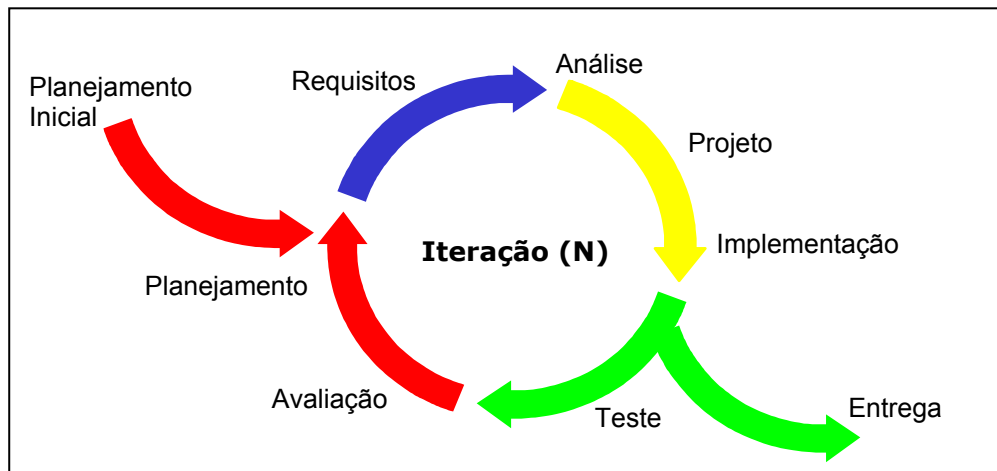 Planejamento
Inicial
Requisitos
Análise
Projeto
Implementação
Iteração (N)
Planejamento
Avaliação
Teste
Entrega